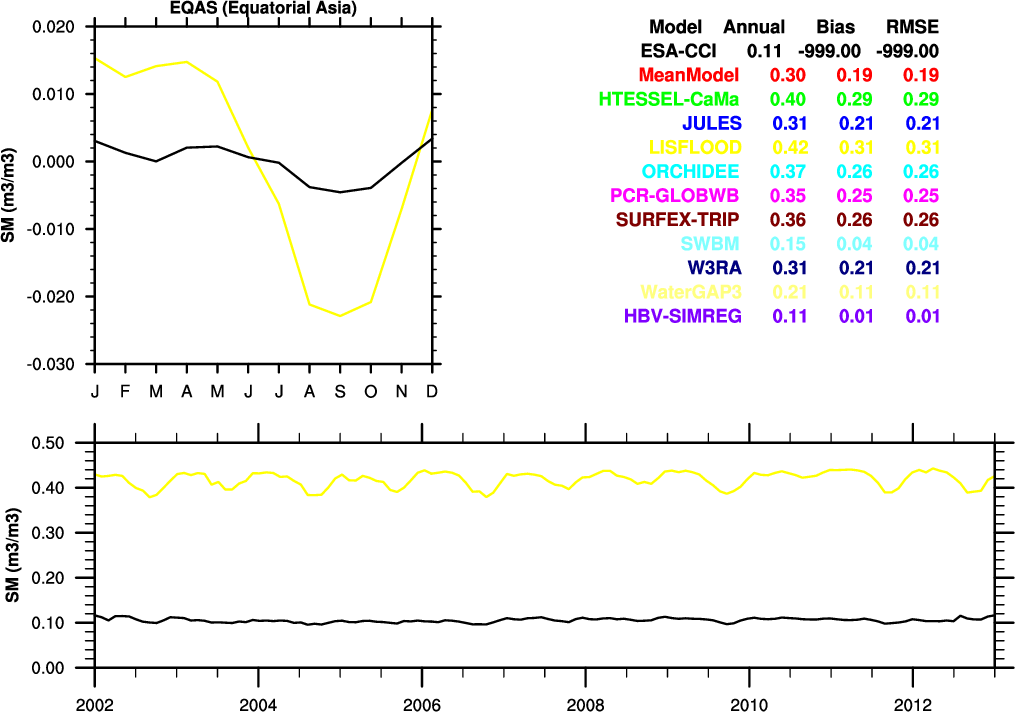 EQAS (Equatorial Asia)
0.020
0.010
0.000
-0.010
-0.020
-0.030
SM (m3/m3)
J F M A M J J A S O N D
Model Annual Bias RMSE
ESA-CCI 0.11 -999.00 -999.00
MeanModel 0.30 0.19 0.19
HTESSEL-CaMa 0.40 0.29 0.29
JULES 0.31 0.21 0.21
LISFLOOD 0.42 0.31 0.31
ORCHIDEE 0.37 0.26 0.26
PCR-GLOBWB 0.35 0.25 0.25
SURFEX-TRIP 0.36 0.26 0.26
SWBM 0.15 0.04 0.04
W3RA 0.31 0.21 0.21
WaterGAP3 0.21 0.11 0.11
HBV-SIMREG 0.11 0.01 0.01
0.50
0.40
0.30
0.20
0.10
0.00
SM (m3/m3)
2002 2004 2006 2008 2010 2012